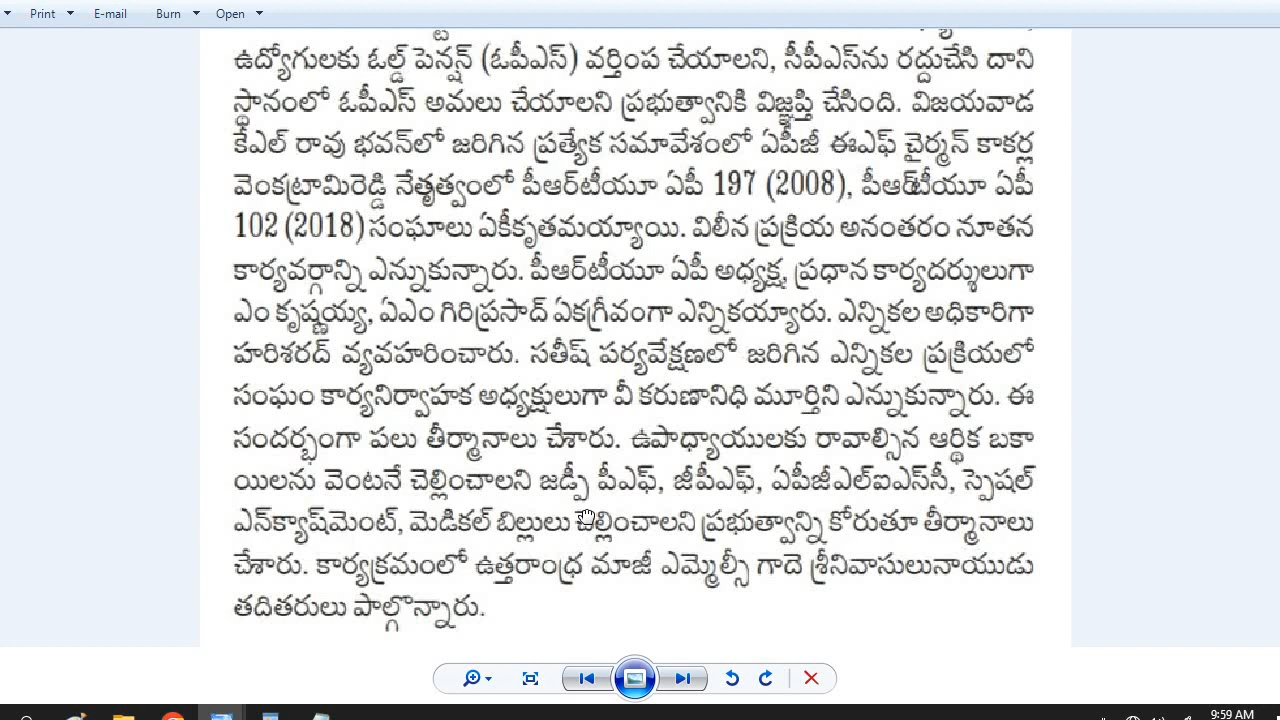 Print E-mail Burn Open
ఉద్యోగులకు ఓల్డ్ పెన్షన్ (ఓపీఎస్) వర్తింప చేయాలని, సీపీఎస్‌ను రద్దుచేసి దాని
స్థానంలో ఓపీఎస్ అమలు చేయాలని ప్రభుత్వానికి విజ్ఞప్తి చేసింది. విజయవాడ
కేఎల్ రావు భవన్‌లో జరిగిన ప్రత్యేక సమావేశంలో ఏపీజీ ఈఎఫ్ చైర్మన్ కాకర్ల
వెంకట్రామిరెడ్డి నేతృత్వంలో పీఆర్‌టీయూ ఏపీ 197 (2008), పీఆర్‌టీయూ ఏపీ
102 (2018) సంఘాలు ఏకీకృతమయ్యాయి. విలీన ప్రక్రియ అనంతరం నూతన
కార్యవర్గాన్ని ఎన్నుకున్నారు. పీఆర్‌టీయూ ఏపీ అధ్యక్ష, ప్రధాన కార్యదర్శులుగా
ఎం కృష్ణయ్య, ఏఎం గిరిప్రసాద్ ఏకగ్రీవంగా ఎన్నికయ్యారు. ఎన్నికల అధికారిగా
హరిశరద్ వ్యవహరించారు. సతీష్ పర్యవేక్షణలో జరిగిన ఎన్నికల ప్రక్రియలో
సంఘం కార్యనిర్వాహక అధ్యక్షులుగా వీ కరుణానిధి మూర్తిని ఎన్నుకున్నారు. ఈ
సందర్భంగా పలు తీర్మానాలు చేశారు. ఉపాధ్యాయులకు రావాల్సిన ఆర్థిక బకా
యిలను వెంటనే చెల్లించాలని జడ్పీ పీఎఫ్, జీపీఎఫ్, ఏపీజీఎల్ఐఎస్‌సీ, స్పెషల్
ఎన్‌క్యాష్‌మెంట్, మెడికల్ బిల్లులు చెల్లించాలని ప్రభుత్వాన్ని కోరుతూ తీర్మానాలు
చేశారు. కార్యక్రమంలో ఉత్తరాంధ్ర మాజీ ఎమ్మెల్సీ గాదె శ్రీనివాసులునాయుడు
తదితరులు పాల్గొన్నారు.
9:59 AM